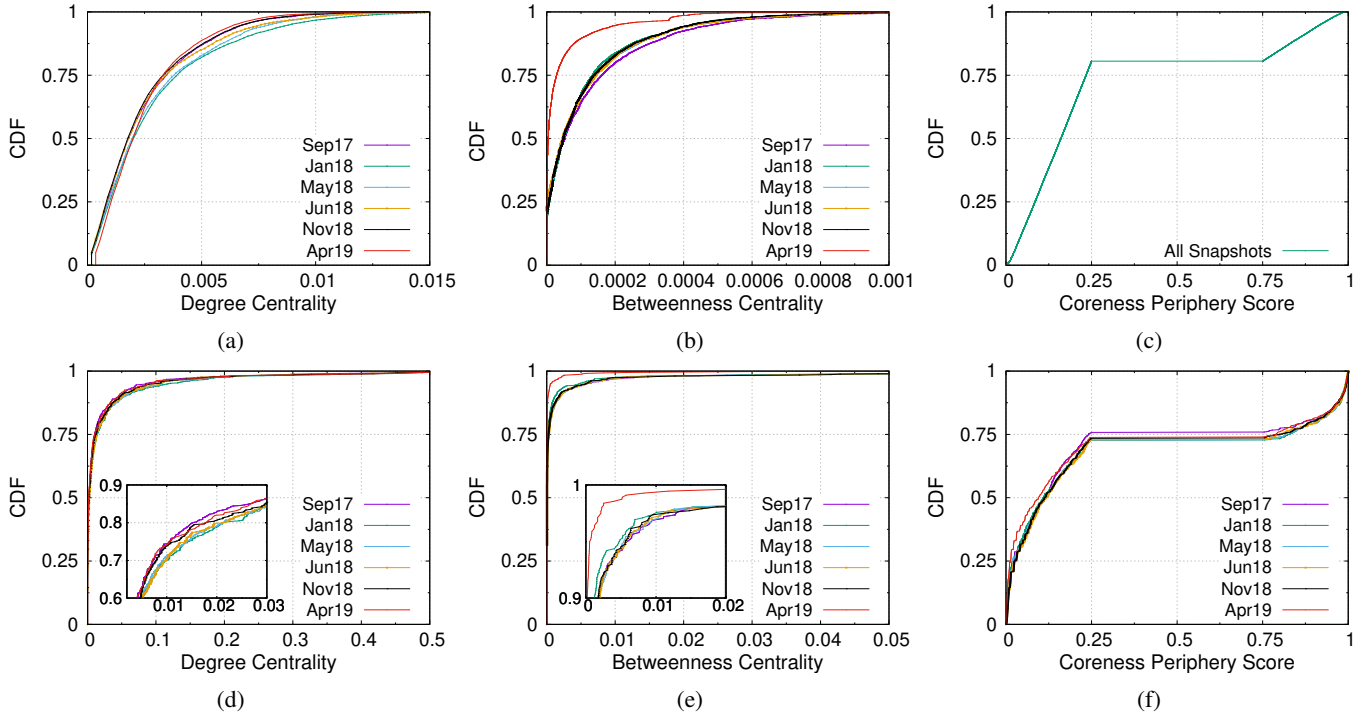 1
0.75
0.5
0.25
0
CDF
Sep17
Jan18
May18
Jun18
Nov18
Apr19
0 0.005 0.01 0.015
Degree Centrality
(a)
1
0.75
0.5
0.25
0
CDF
Sep17
Jan18
May18
Jun18
Nov18
Apr19
0.0002 0.0004 0.0006 0.0008 0.001
Betweenness Centrality
(b)
1
0.75
0.5
0.25
0
CDF
All Snapshots
0 0.25 0.5 0.75 1
Coreness Periphery Score
(c)
1
0.75
0.5
0.25
0
CDF
0.9
0.8
0.7
0.6
0.01 0.02 0.03
Sep17
Jan18
May18
Jun18
Nov18
Apr19
0 0.1 0.2 0.3 0.4 0.5
Degree Centrality
(d)
1
0.75
0.5
0.25
0
CDF
1
0.9
0 0.01 0.02
Sep17
Jan18
May18
Jun18
Nov18
Apr19
0 0.01 0.02 0.03 0.04 0.05
Betweenness Centrality
(e)
1
0.75
0.5
0.25
0
CDF
Sep17
Jan18
May18
Jun18
Nov18
Apr19
0 0.25 0.5 0.75 1
Coreness Periphery Score
(f)